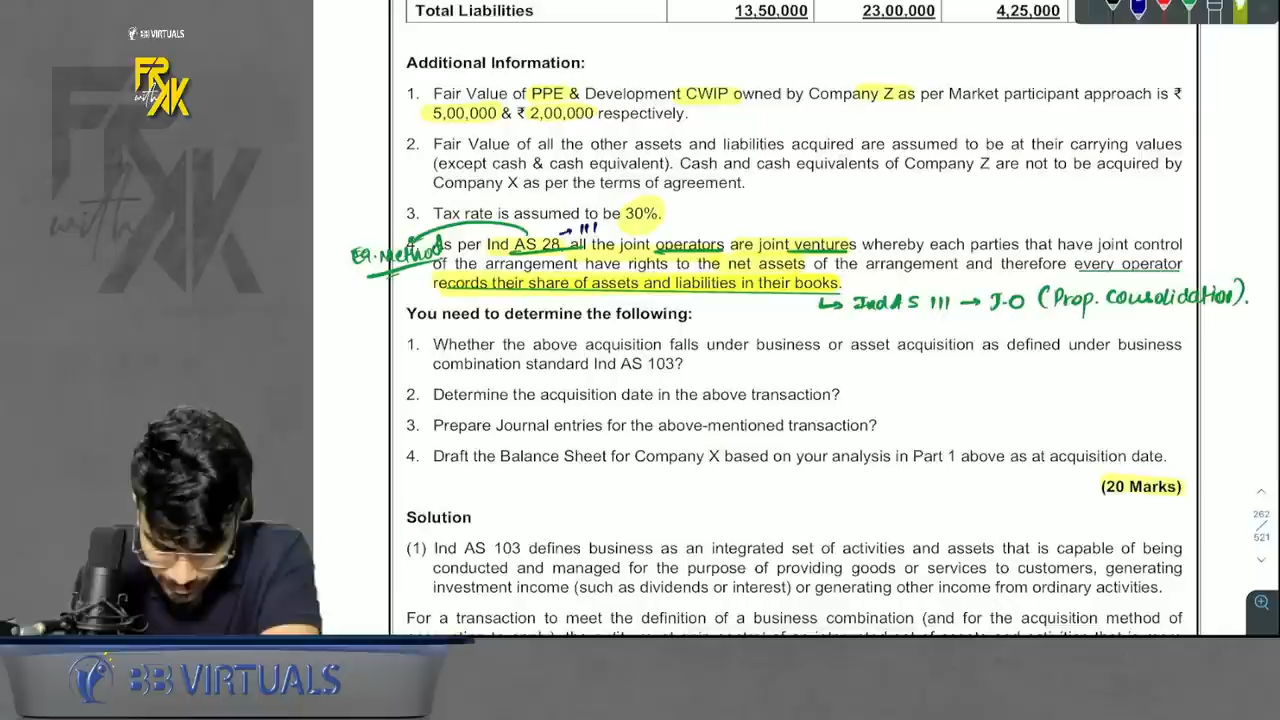 Total Liabilities 13,50,000 23,00,000 4,25,000
BB VIRTUALS
FR
with AK
Additional Information:
1. Fair Value of PPE & Development CWIP owned by Company Z as per Market participant approach is ₹
5,00,000 & ₹ 2,00,000 respectively.
2. Fair Value of all the other assets and liabilities acquired are assumed to be at their carrying values
(except cash & cash equivalent). Cash and cash equivalents of Company Z are not to be acquired by
Company X as per the terms of agreement.
3. Tax rate is assumed to be 30%.
→ 111
4. As per Ind AS 28 all the joint operators are joint ventures whereby each parties that have joint control
Eq. Method
of the arrangement have rights to the net assets of the arrangement and therefore every operator
records their share of assets and liabilities in their books.
↳ Ind AS 111 → J.O (Prop. Consolidation).
You need to determine the following:
1. Whether the above acquisition falls under business or asset acquisition as defined under business
combination standard Ind AS 103?
2. Determine the acquisition date in the above transaction?
3. Prepare Journal entries for the above-mentioned transaction?
4. Draft the Balance Sheet for Company X based on your analysis in Part 1 above as at acquisition date.
(20 Marks)
Solution
(1) Ind AS 103 defines business as an integrated set of activities and assets that is capable of being
conducted and managed for the purpose of providing goods or services to customers, generating
investment income (such as dividends or interest) or generating other income from ordinary activities.
For a transaction to meet the definition of a business combination (and for the acquisition method of
262
521
BB VIRTUALS